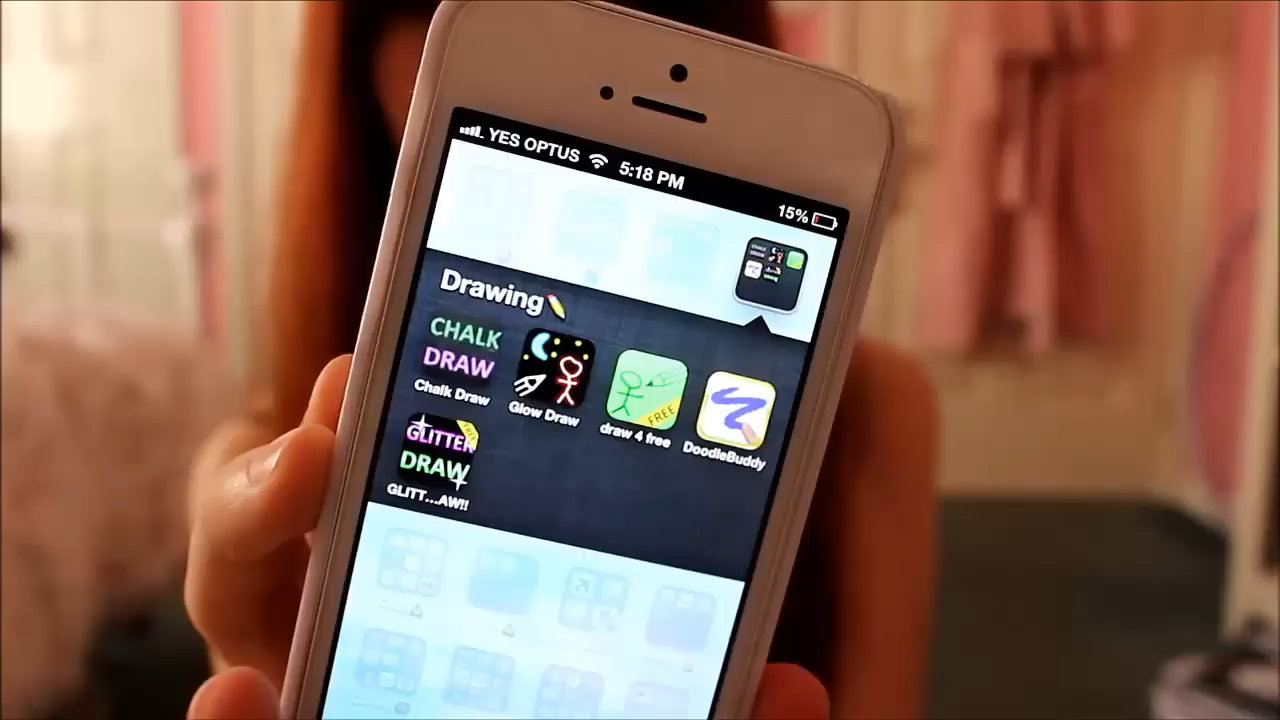 YES OPTUS 5:18 PM 15%
Drawing
CHALK
DRAW
Chalk Draw
Glow Draw
FREE
draw 4 free
DoodleBuddy
GLITTER
FREE
DRAW
GLITT...AW!!